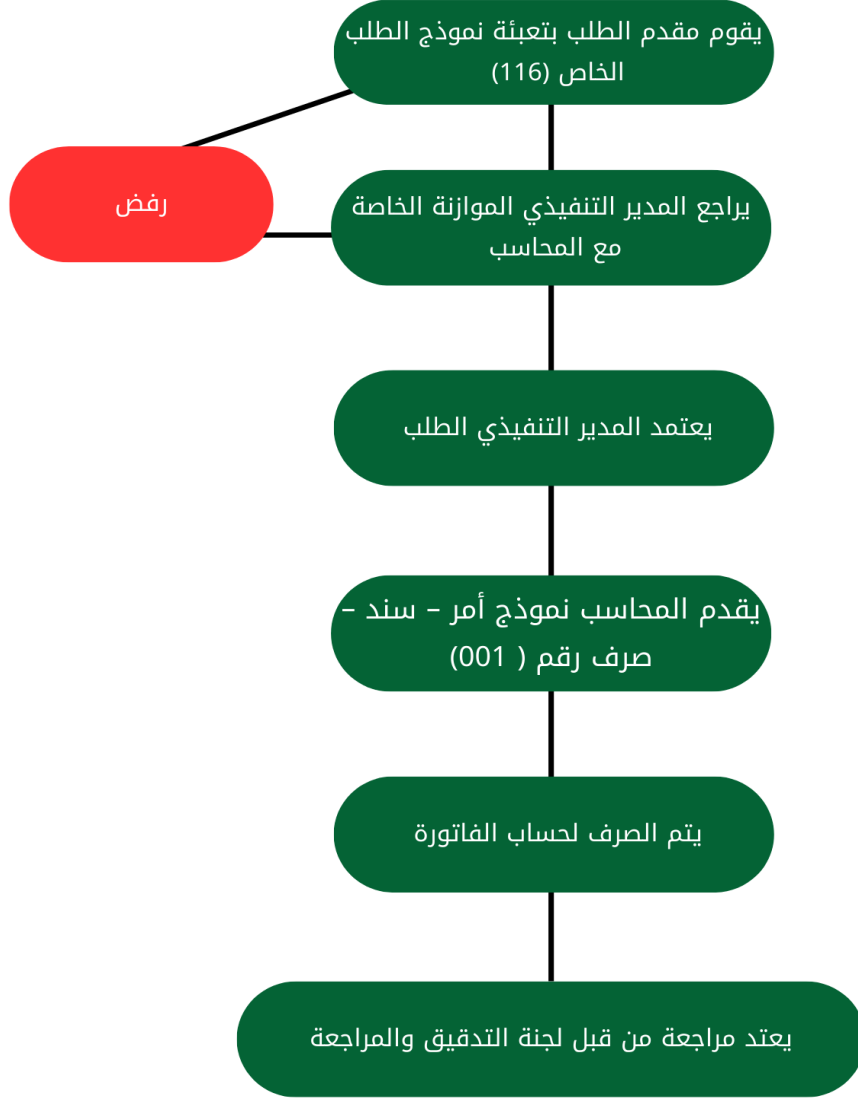 يقوم مقدم الطلب بتعبئة نموذج الطلب
الخاص (116)
رفض
يراجع المدير التنفيذي الموازنة الخاصة
مع المحاسب
يعتمد المدير التنفيذي الطلب
يقدم المحاسب نموذج أمر – سند –
صرف رقم ( 001)
يتم الصرف لحساب الفاتورة
يعتد مراجعة من قبل لجنة التدقيق والمراجعة